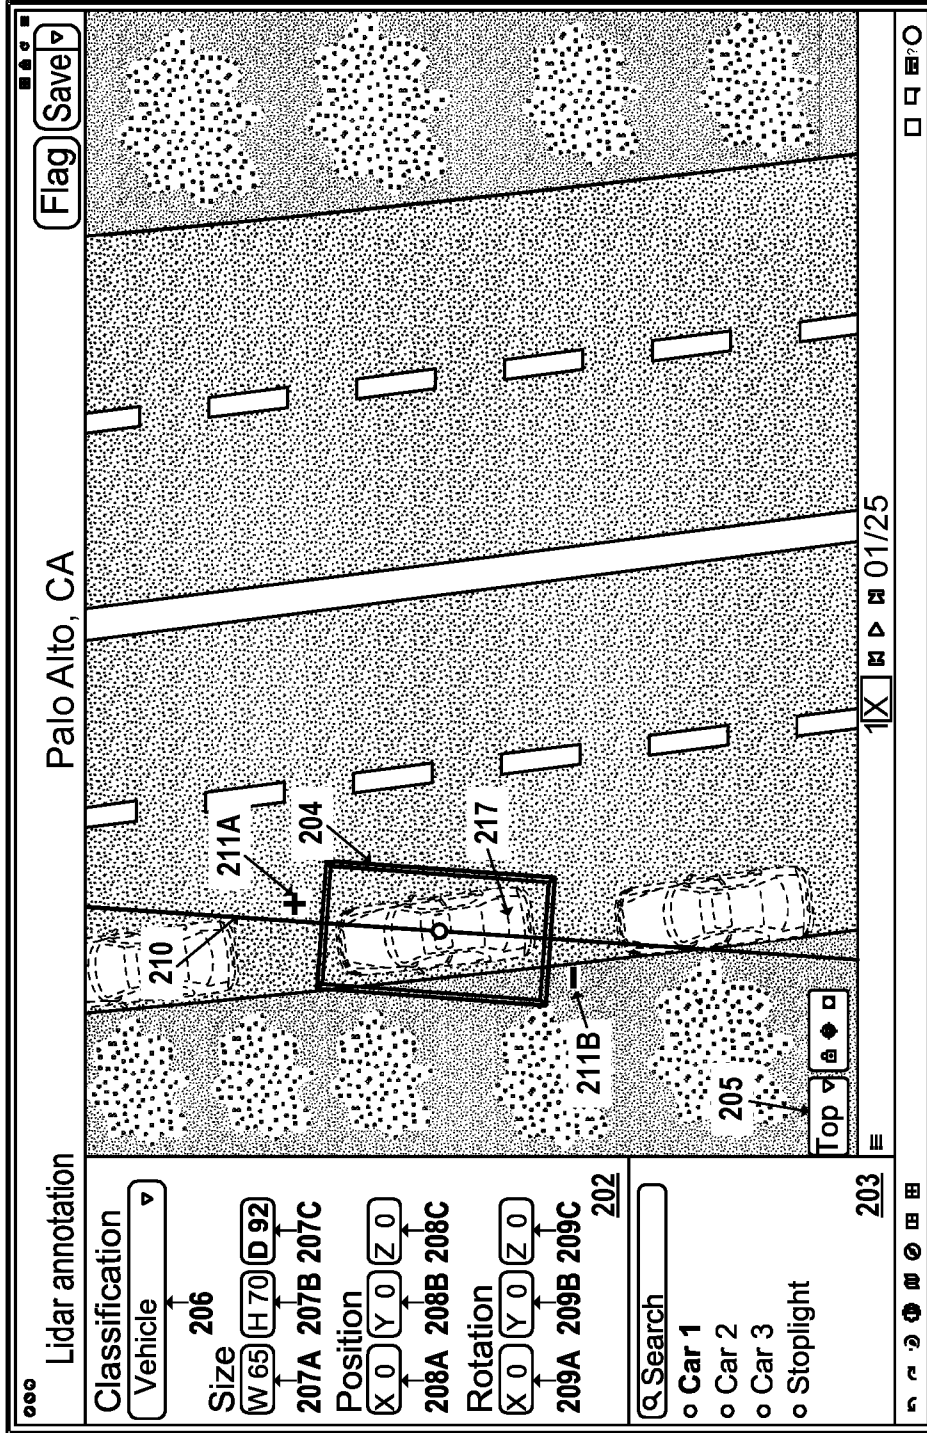 Palo Alto, CA
Flag Save
Lidar annotation
Classification
Vehicle
206
Size
W 65 H 70 D 92
207A 207B 207C
Position
X 0 Y 0 Z 0
208A 208B 208C
Rotation
X 0 Y 0 Z 0
209A 209B 209C
202
Search
Car 1
Car 2
Car 3
Stoplight
203
210
211A
204
217
211B
205
Top
1X 01/25
?